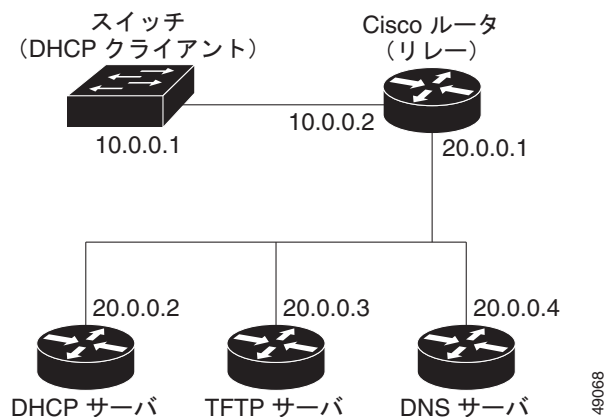 スイッチ
（DHCP クライアント）
Cisco ルータ
（リレー）
10.0.0.1
10.0.0.2
20.0.0.1
20.0.0.2
20.0.0.3
20.0.0.4
DHCP サーバ
TFTP サーバ
DNS サーバ
49068